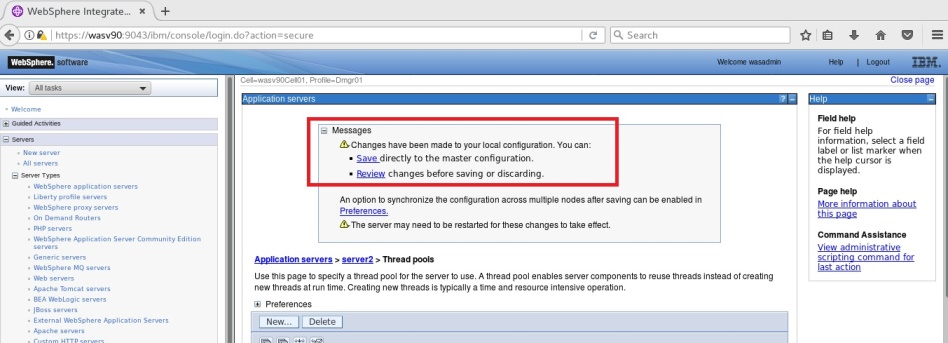 WebSphere Integrate... × +
https://wasv90:9043/ibm/console/login.do?action=secure
Search
WebSphere. software
Welcome wasadmin
Help | Logout
IBM.
View: All tasks
Welcome
Guided Activities
Servers
New server
All servers
Server Types
WebSphere application servers
Liberty profile servers
WebSphere proxy servers
On Demand Routers
PHP servers
WebSphere Application Server Community Edition
servers
Generic servers
WebSphere MQ servers
Web servers
Apache Tomcat servers
BEA WebLogic servers
JBoss servers
External WebSphere Application Servers
Apache servers
Custom HTTP servers
Cell=wasv90Cell01, Profile=Dmgr01
Close page
Application servers
? -
Messages
Changes have been made to your local configuration. You can:
Save directly to the master configuration.
Review changes before saving or discarding.
An option to synchronize the configuration across multiple nodes after saving can be enabled in
Preferences.
The server may need to be restarted for these changes to take effect.
Application servers > server2 > Thread pools
Use this page to specify a thread pool for the server to use. A thread pool enables server components to reuse threads instead of creating
new threads at run time. Creating new threads is typically a time and resource intensive operation.
Preferences
New... Delete
Help
Field help
For field help
information, select a field
label or list marker when
the help cursor is
displayed.
Page help
More information about
this page
Command Assistance
View administrative
scripting command for
last action